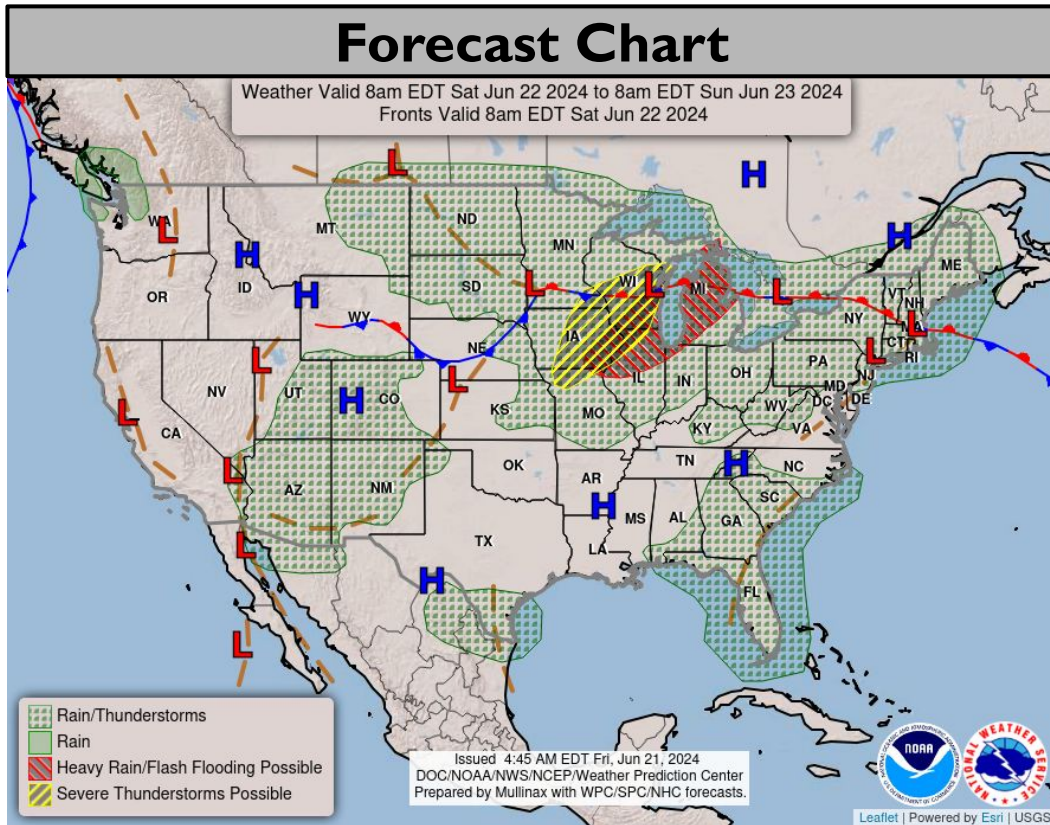 Forecast Chart
Weather Valid 8am EDT Sat Jun 22 2024 to 8am EDT Sun Jun 23 2024
Fronts Valid 8am EDT Sat Jun 22 2024
L
H
H
WA
L
MT
ND
MN
ME
H
ID
H
OR
SD
L
WI
L
MI
L
VT
NH
WY
NY
MA
L
IA
CT
RI
NE
L
L
PA
NJ
L
OH
NV
UT
H
CO
IL
IN
MD
DE
DC
L
KS
MO
WV
VA
CA
KY
H
TN
NC
L
OK
AR
AZ
NM
SC
H
MS
AL
GA
L
TX
LA
H
FL
L
Rain/Thunderstorms
Rain
Heavy Rain/Flash Flooding Possible
Severe Thunderstorms Possible
Issued 4:45 AM EDT Fri, Jun 21, 2024
DOC/NOAA/NWS/NCEP/Weather Prediction Center
Prepared by Mullinax with WPC/SPC/NHC forecasts.
NOAA
NATIONAL WEATHER SERVICE
Leaflet | Powered by Esri | USGS